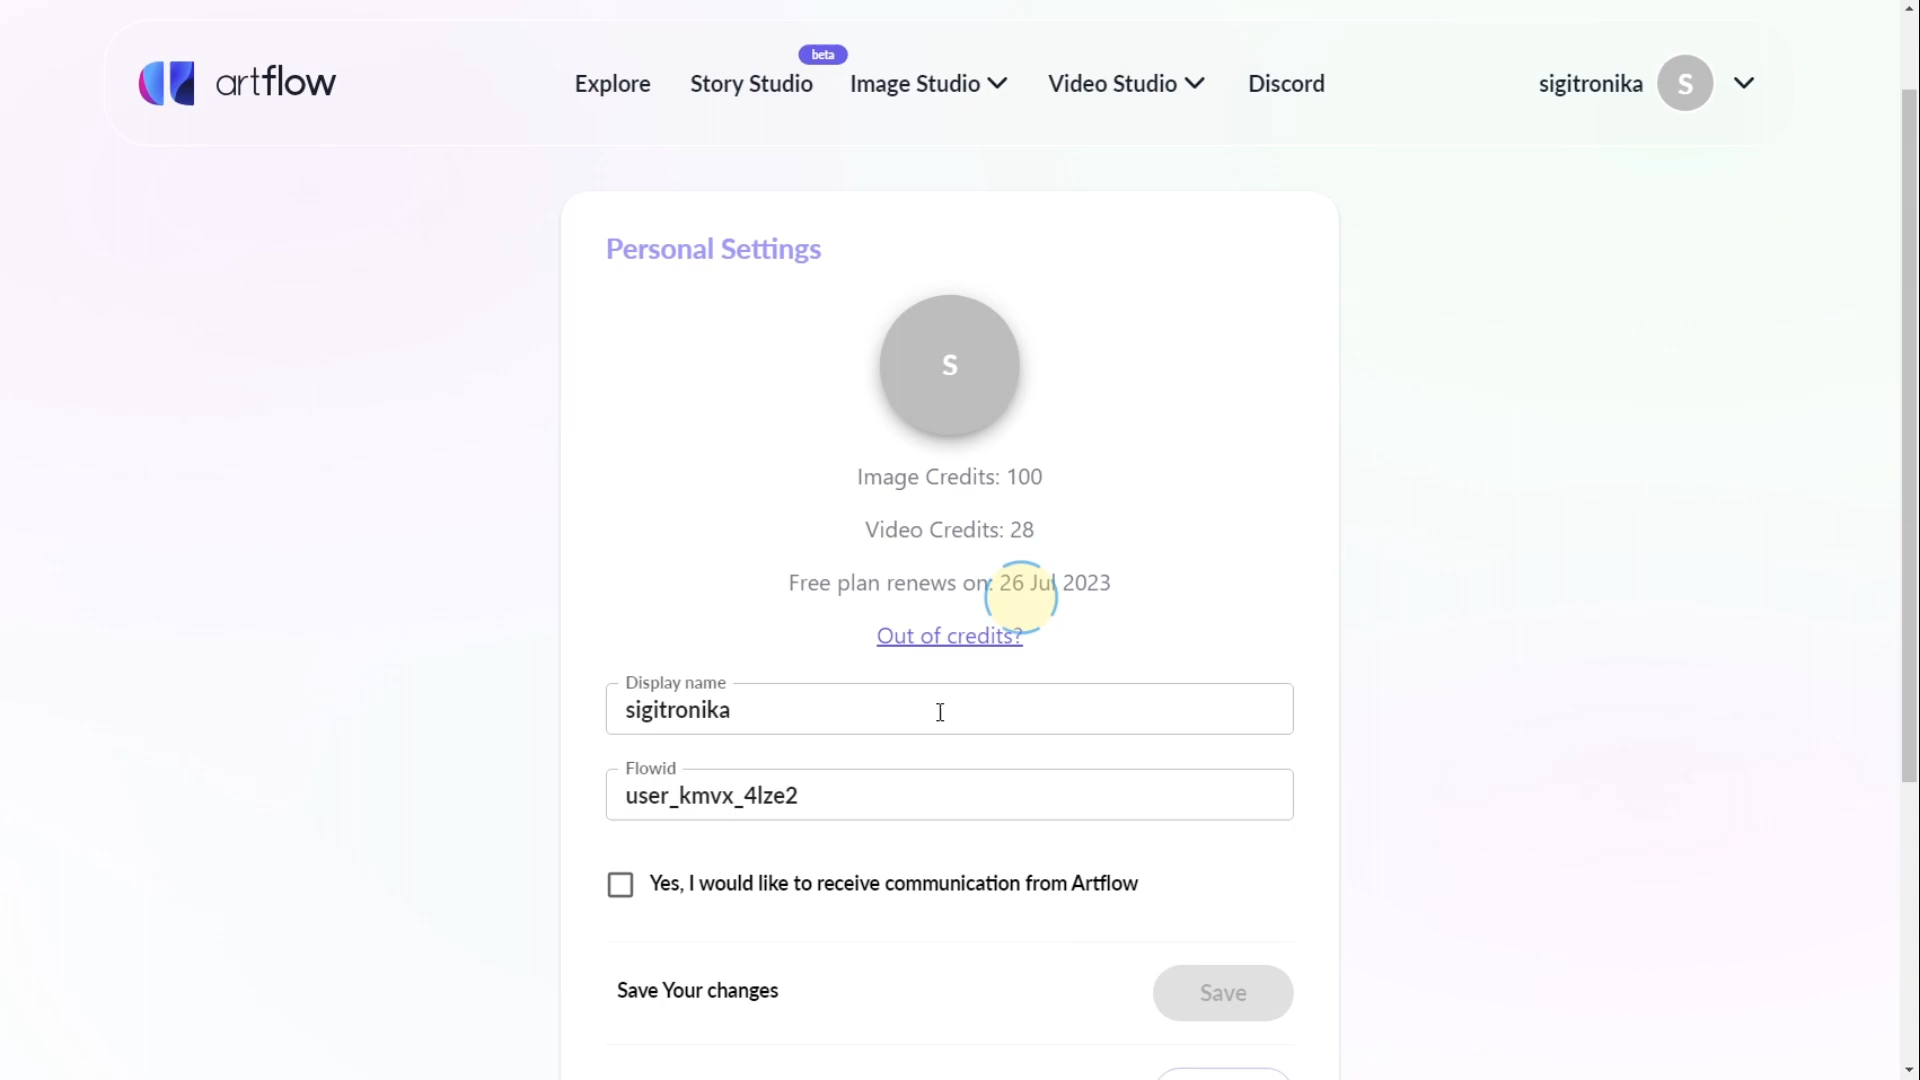 artflow
Explore
beta
Story Studio
Image Studio
Video Studio
Discord
sigitronika
S
Personal Settings
S
Image Credits: 100
Video Credits: 28
Free plan renews on: 26 Jul 2023
Out of credits?
Display name
sigitronika
Flowid
user_kmvx_4lze2
Yes, I would like to receive communication from Artflow
Save Your changes
Save